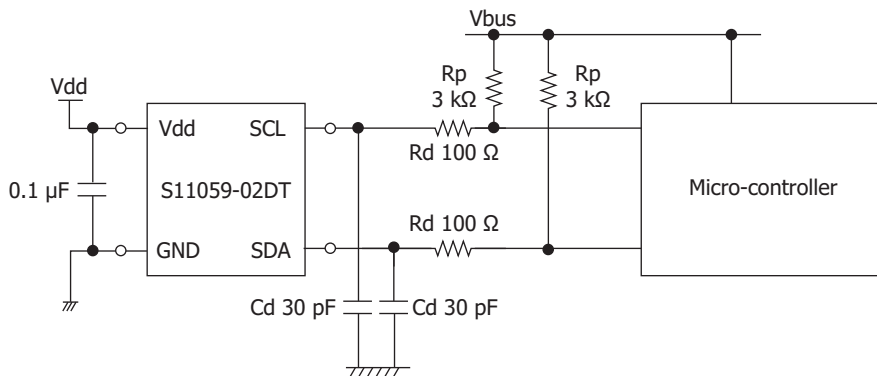 Vbus
Vdd
Rp
3 kΩ
Rp
3 kΩ
Vdd
SCL
Rd 100 Ω
0.1 µF
S11059-02DT
Micro-controller
Rd 100 Ω
GND
SDA
Cd 30 pF
Cd 30 pF